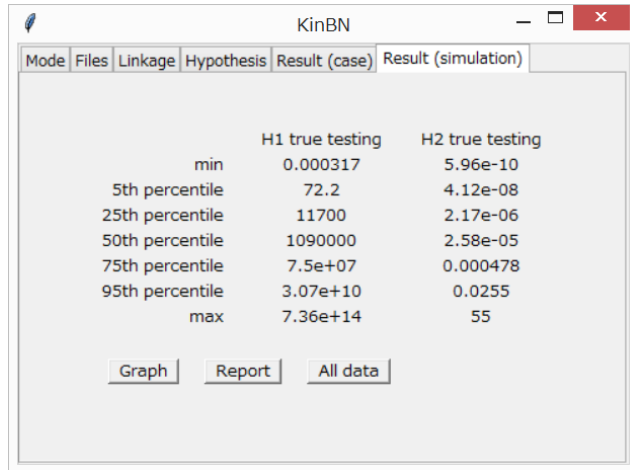 KinBN
Mode Files Linkage Hypothesis Result (case) Result (simulation)
H1 true testing H2 true testing
min 0.000317 5.96e-10
5th percentile 72.2 4.12e-08
25th percentile 11700 2.17e-06
50th percentile 1090000 2.58e-05
75th percentile 7.5e+07 0.000478
95th percentile 3.07e+10 0.0255
max 7.36e+14 55
Graph Report All data